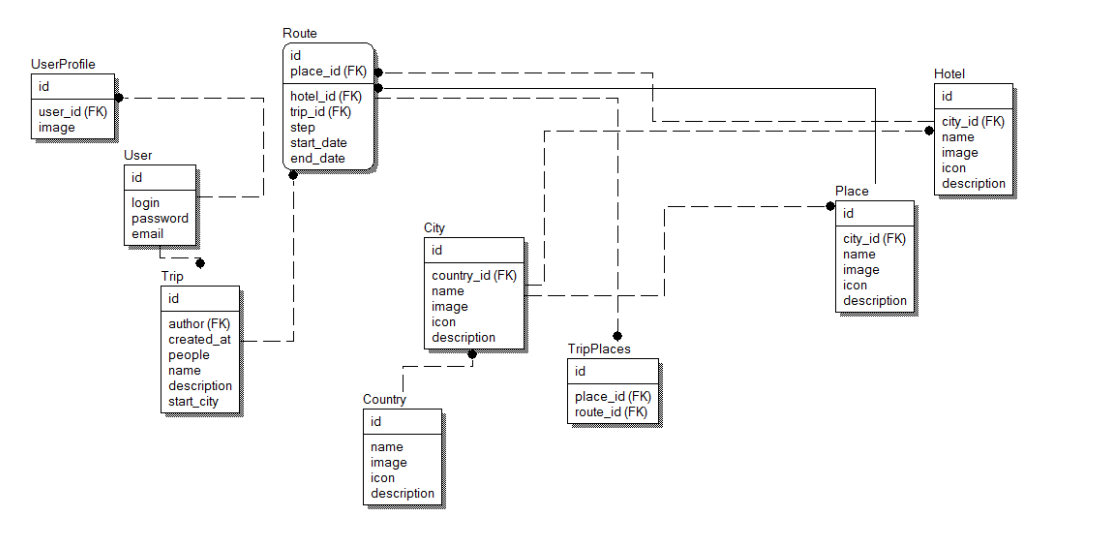 Route
id
place_id (FK)
hotel_id (FK)
trip_id (FK)
step
start_date
end_date
UserProfile
id
user_id (FK)
image
Hotel
id
city_id (FK)
name
image
icon
description
User
id
login
password
email
Place
id
city_id (FK)
name
image
icon
description
City
id
country_id (FK)
name
image
icon
description
Trip
id
author (FK)
created_at
people
name
description
start_city
TripPlaces
id
place_id (FK)
route_id (FK)
Country
id
name
image
icon
description